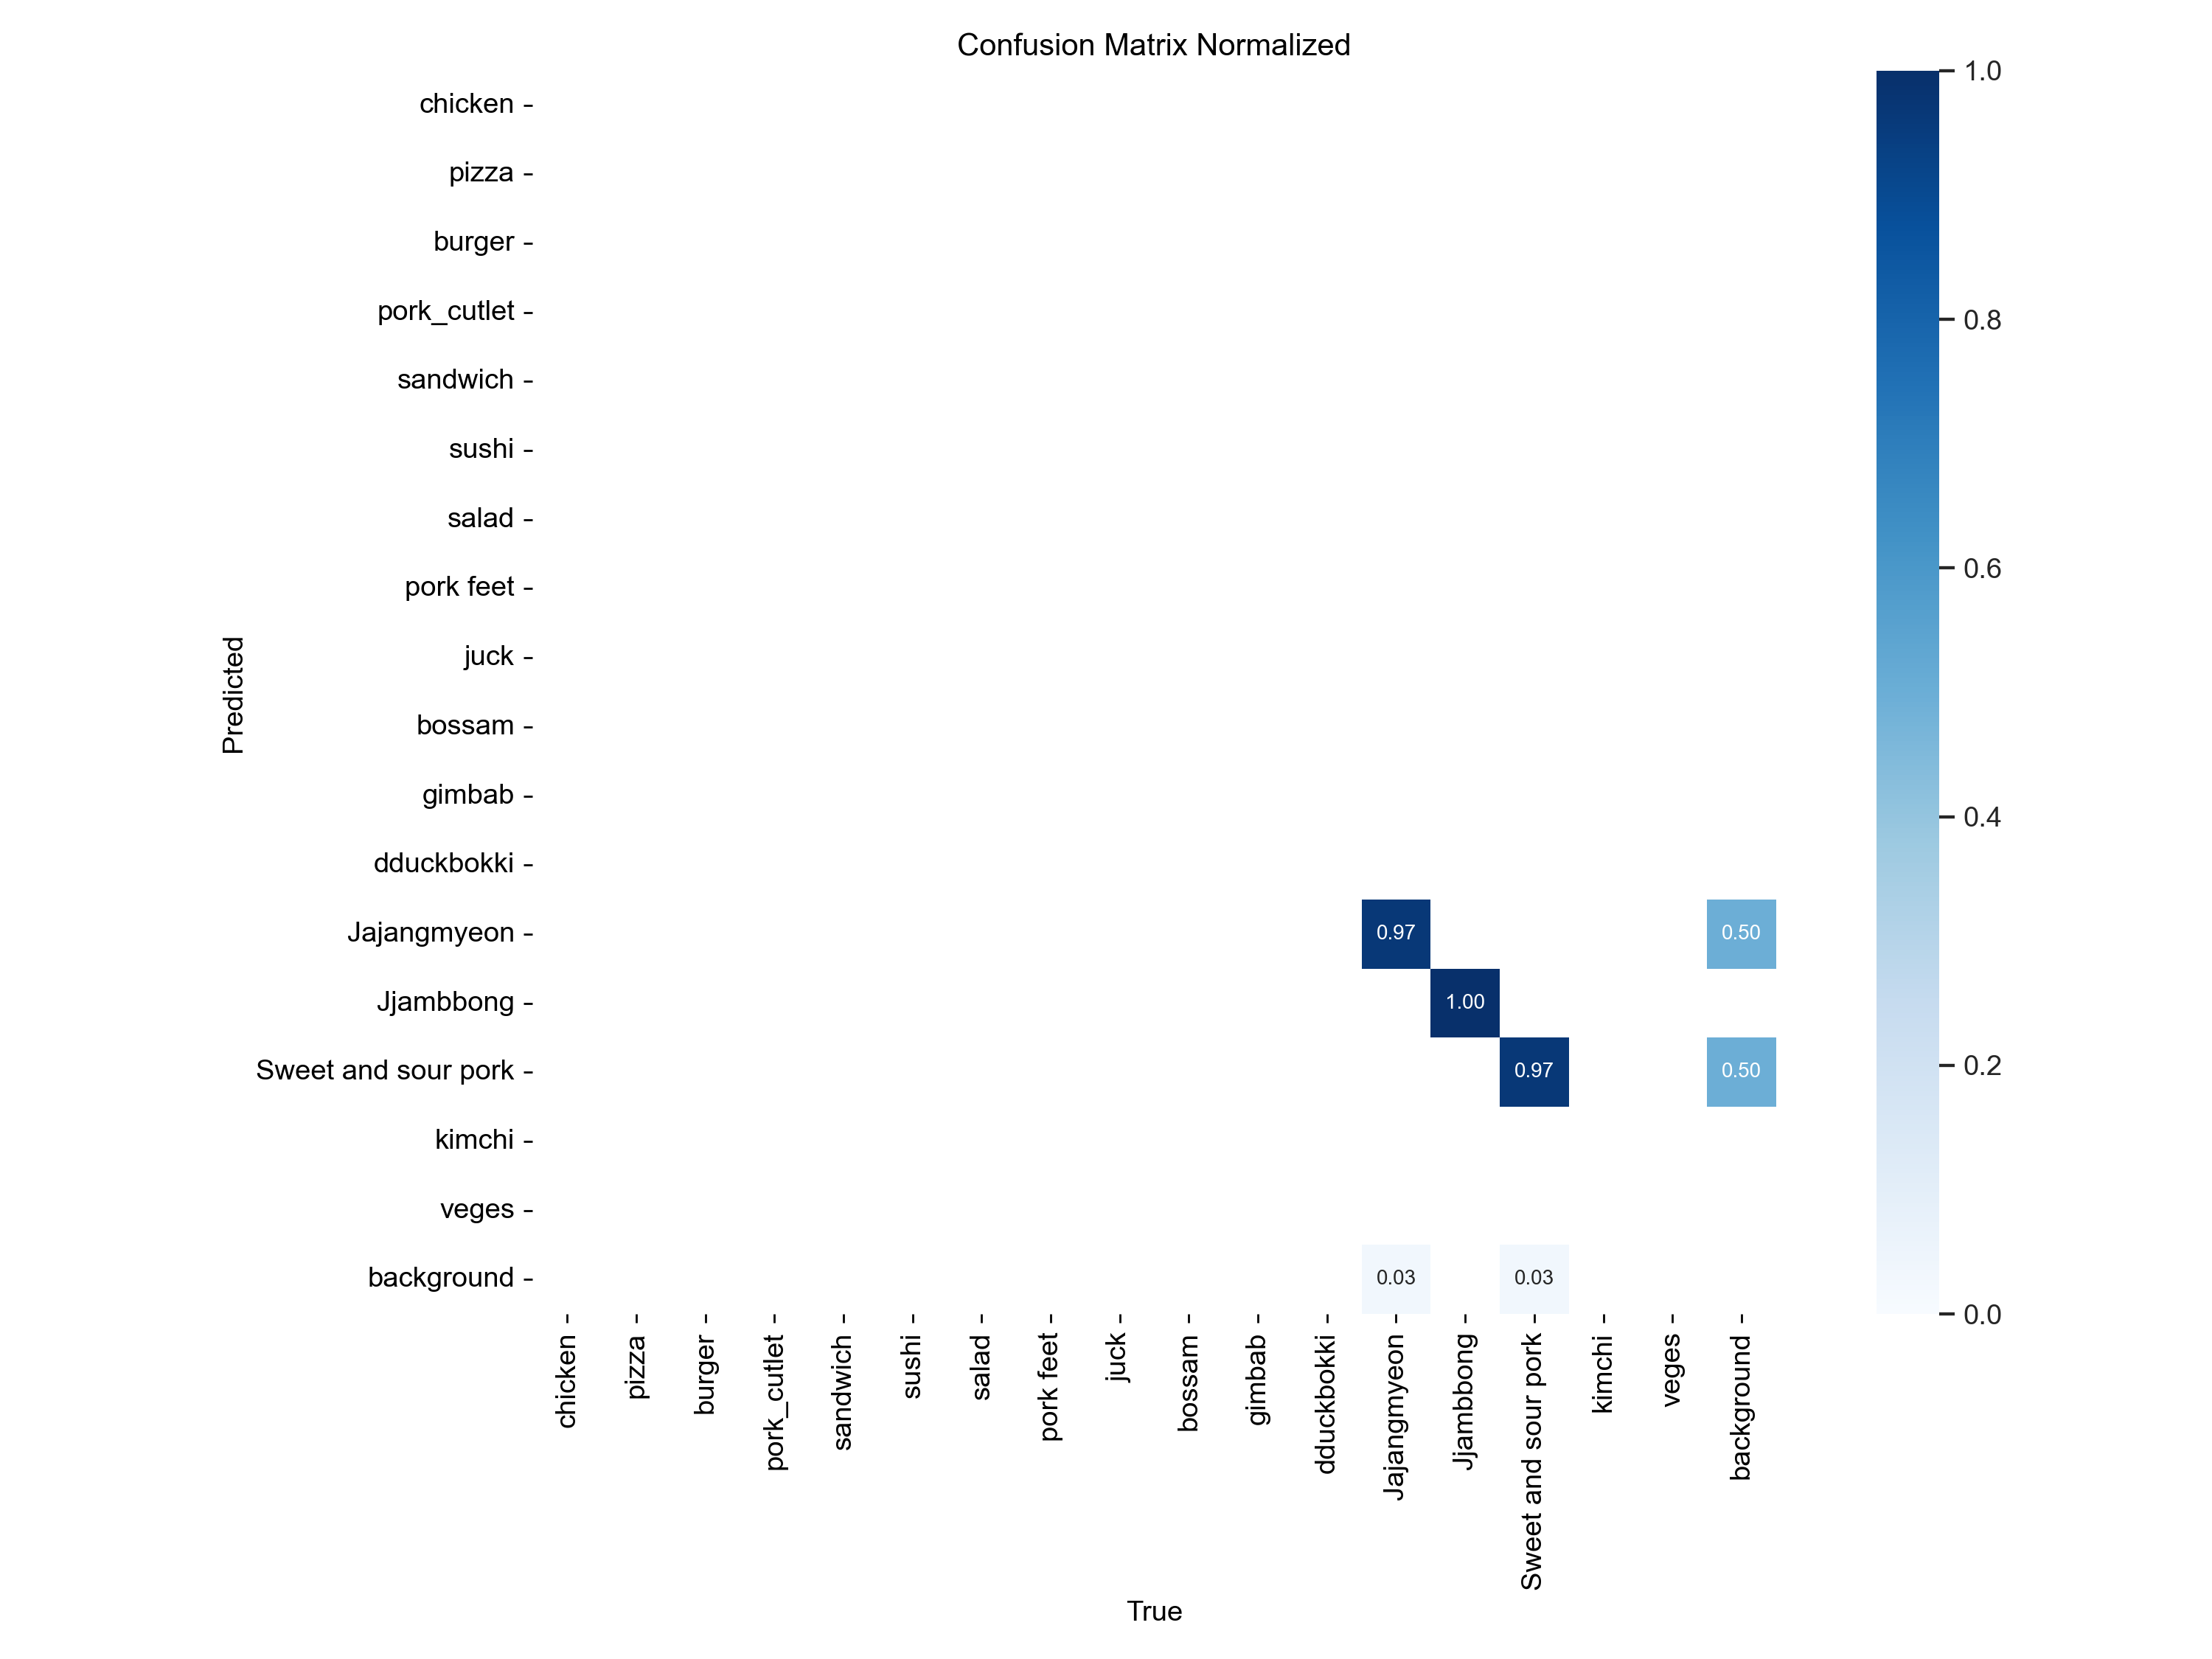 Confusion Matrix Normalized
chicken
pizza
burger
pork_cutlet
sandwich
sushi
salad
pork feet
juck
bossam
gimbab
dduckbokki
Jajangmyeon
Jjambbong
Sweet and sour pork
kimchi
veges
background
Predicted
0.97
0.50
1.00
0.97
0.50
0.03
0.03
chicken
pizza
burger
pork_cutlet
sandwich
sushi
salad
pork feet
juck
bossam
gimbab
dduckbokki
Jajangmyeon
Jjambbong
Sweet and sour pork
kimchi
veges
background
True
1.0
0.8
0.6
0.4
0.2
0.0